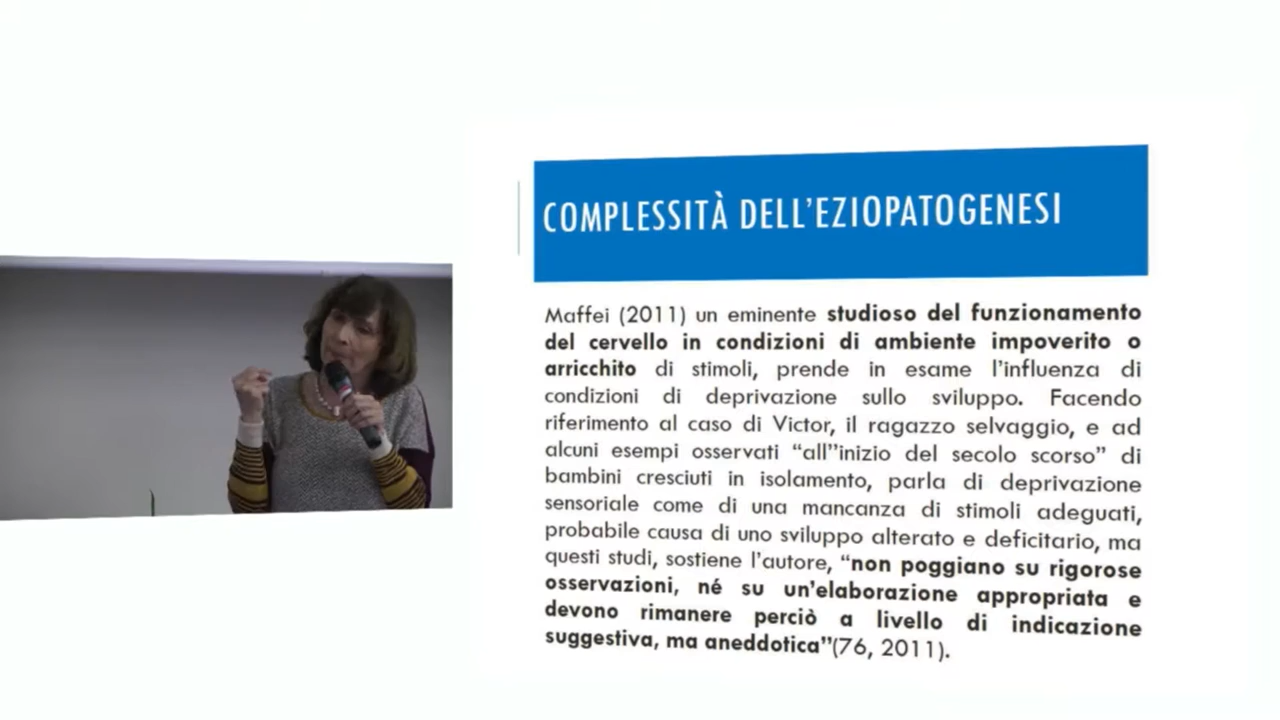 COMPLESSITÀ DELL'EZIOPATOGENESI
Maffei (2011) un eminente studioso del funzionamento
del cervello in condizioni di ambiente impoverito o
arricchito di stimoli, prende in esame l'influenza di
condizioni di deprivazione sullo sviluppo. Facendo
riferimento al caso di Victor, il ragazzo selvaggio, e ad
alcuni esempi osservati “all”inizio del secolo scorso” di
bambini cresciuti in isolamento, parla di deprivazione
sensoriale come di una mancanza di stimoli adeguati,
probabile causa di uno sviluppo alterato e deficitario, ma
questi studi, sostiene l'autore, “non poggiano su rigorose
osservazioni, né su un'elaborazione appropriata e
devono rimanere perciò a livello di indicazione
suggestiva, ma aneddotica”(76, 2011).